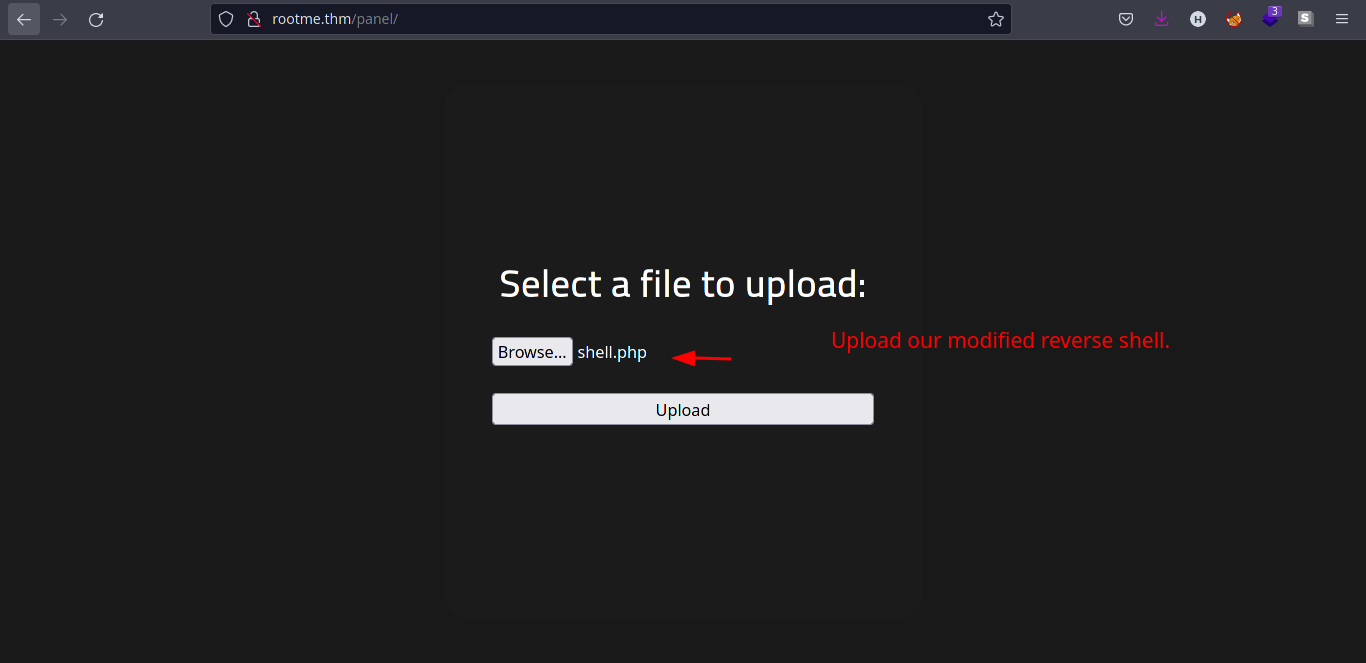 rootme.thm/panel/
3
H
S
Select a file to upload:
Upload our modified reverse shell.
Browse... shell.php
Upload